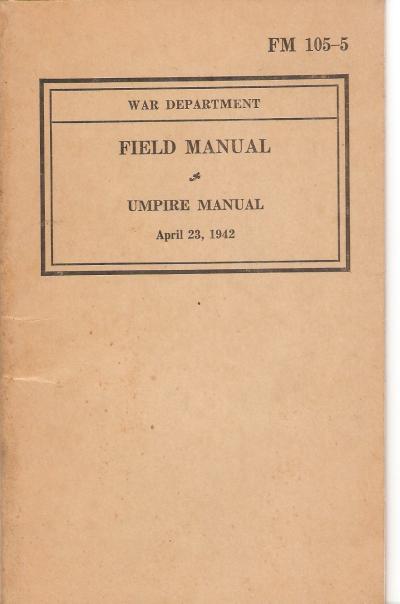 FM 105–5
WAR DEPARTMENT
FIELD MANUAL
UMPIRE MANUAL
April 23, 1942